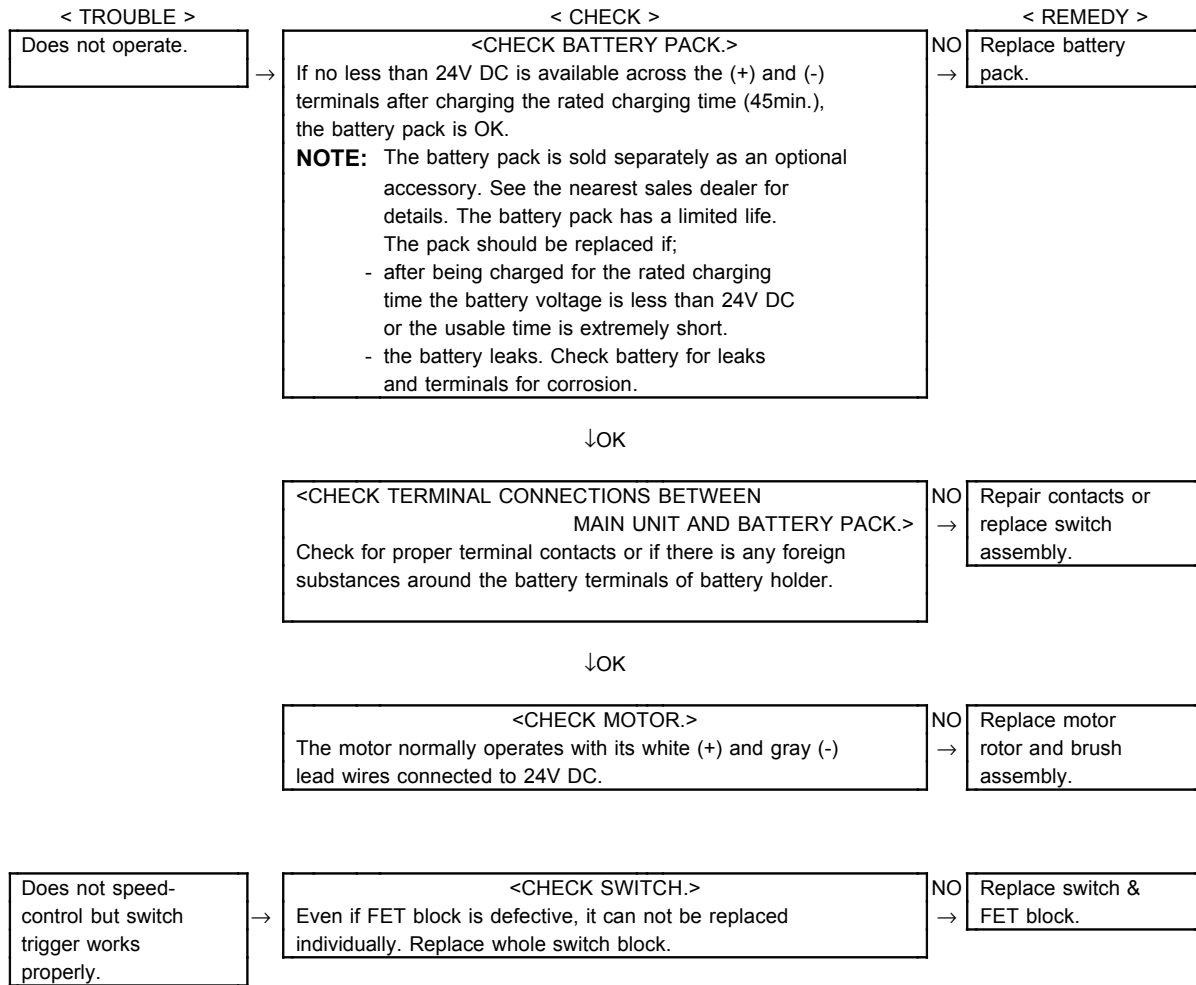 < TROUBLE >
< CHECK >
< REMEDY >
Does not operate.
→
<CHECK BATTERY PACK.>
If no less than 24V DC is available across the (+) and (-)
terminals after charging the rated charging time (45min.),
the battery pack is OK.
NOTE: The battery pack is sold separately as an optional
accessory. See the nearest sales dealer for
details. The battery pack has a limited life.
The pack should be replaced if;
- after being charged for the rated charging
time the battery voltage is less than 24V DC
or the usable time is extremely short.
- the battery leaks. Check battery for leaks
and terminals for corrosion.
NO
→
Replace battery
pack.
↓OK
<CHECK TERMINAL CONNECTIONS BETWEEN
MAIN UNIT AND BATTERY PACK.>
Check for proper terminal contacts or if there is any foreign
substances around the battery terminals of battery holder.
NO
→
Repair contacts or
replace switch
assembly.
↓OK
<CHECK MOTOR.>
The motor normally operates with its white (+) and gray (-)
lead wires connected to 24V DC.
NO
→
Replace motor
rotor and brush
assembly.
Does not speed-
control but switch
trigger works
properly.
→
<CHECK SWITCH.>
Even if FET block is defective, it can not be replaced
individually. Replace whole switch block.
NO
→
Replace switch &
FET block.